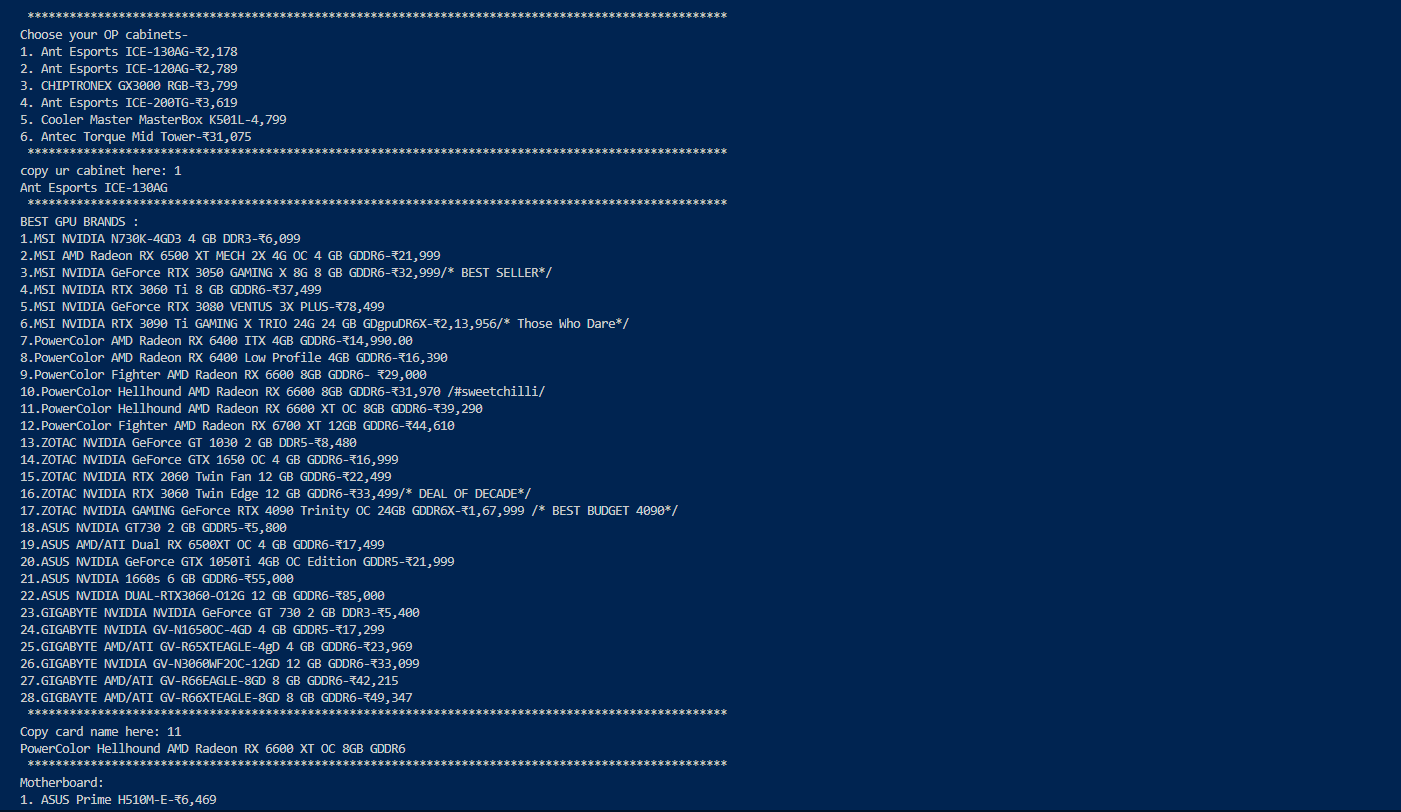 ****************************************************************************************************
Choose your OP cabinets-
1. Ant Esports ICE-130AG-₹2,178
2. Ant Esports ICE-120AG-₹2,789
3. CHIPTRONEX GX3000 RGB-₹3,799
4. Ant Esports ICE-200TG-₹3,619
5. Cooler Master MasterBox K501L-4,799
6. Antec Torque Mid Tower-₹31,075
****************************************************************************************************
copy ur cabinet here: 1
Ant Esports ICE-130AG
****************************************************************************************************
BEST GPU BRANDS :
1.MSI NVIDIA N730K-4GD3 4 GB DDR3-₹6,099
2.MSI AMD Radeon RX 6500 XT MECH 2X 4G OC 4 GB GDDR6-₹21,999
3.MSI NVIDIA GeForce RTX 3050 GAMING X 8G 8 GB GDDR6-₹32,999/* BEST SELLER*/
4.MSI NVIDIA RTX 3060 Ti 8 GB GDDR6-₹37,499
5.MSI NVIDIA GeForce RTX 3080 VENTUS 3X PLUS-₹78,499
6.MSI NVIDIA RTX 3090 Ti GAMING X TRIO 24G 24 GB GDgpuDR6X-₹2,13,956/* Those Who Dare*/
7.PowerColor AMD Radeon RX 6400 ITX 4GB GDDR6-₹14,990.00
8.PowerColor AMD Radeon RX 6400 Low Profile 4GB GDDR6-₹16,390
9.PowerColor Fighter AMD Radeon RX 6600 8GB GDDR6- ₹29,000
10.PowerColor Hellhound AMD Radeon RX 6600 8GB GDDR6-₹31,970 /#sweetchilli/
11.PowerColor Hellhound AMD Radeon RX 6600 XT OC 8GB GDDR6-₹39,290
12.PowerColor Fighter AMD Radeon RX 6700 XT 12GB GDDR6-₹44,610
13.ZOTAC NVIDIA GeForce GT 1030 2 GB DDR5-₹8,480
14.ZOTAC NVIDIA GeForce GTX 1650 OC 4 GB GDDR6-₹16,999
15.ZOTAC NVIDIA RTX 2060 Twin Fan 12 GB GDDR6-₹22,499
16.ZOTAC NVIDIA RTX 3060 Twin Edge 12 GB GDDR6-₹33,499/* DEAL OF DECADE*/
17.ZOTAC NVIDIA GAMING GeForce RTX 4090 Trinity OC 24GB GDDR6X-₹1,67,999 /* BEST BUDGET 4090*/
18.ASUS NVIDIA GT730 2 GB GDDR5-₹5,800
19.ASUS AMD/ATI Dual RX 6500XT OC 4 GB GDDR6-₹17,499
20.ASUS NVIDIA GeForce GTX 1050Ti 4GB OC Edition GDDR5-₹21,999
21.ASUS NVIDIA 1660s 6 GB GDDR6-₹55,000
22.ASUS NVIDIA DUAL-RTX3060-O12G 12 GB GDDR6-₹85,000
23.GIGABYTE NVIDIA NVIDIA GeForce GT 730 2 GB DDR3-₹5,400
24.GIGABYTE NVIDIA GV-N1650OC-4GD 4 GB GDDR5-₹17,299
25.GIGABYTE AMD/ATI GV-R65XTEAGLE-4gD 4 GB GDDR6-₹23,969
26.GIGABYTE NVIDIA GV-N3060WF2OC-12GD 12 GB GDDR6-₹33,099
27.GIGABYTE AMD/ATI GV-R66EAGLE-8GD 8 GB GDDR6-₹42,215
28.GIGBAYTE AMD/ATI GV-R66XTEAGLE-8GD 8 GB GDDR6-₹49,347
****************************************************************************************************
Copy card name here: 11
PowerColor Hellhound AMD Radeon RX 6600 XT OC 8GB GDDR6
****************************************************************************************************
Motherboard:
1. ASUS Prime H510M-E-₹6,469